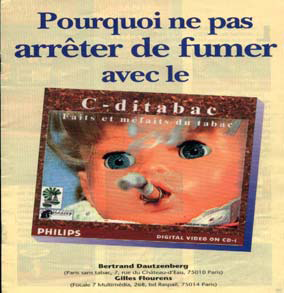 Pourquoi ne pas
arrêter de fumer
avec le
C-ditabac
Faits et méfaits du tabac
PHILIPS
DIGITAL VIDEO ON CD-i
Bertrand Dautzenberg
(Paris sans tabac, 7, rue du Château-d'Eau, 75010 Paris)
Gilles Flourens
(Focale 7 Multimédia, 268, bd Raspail, 75014 Paris)